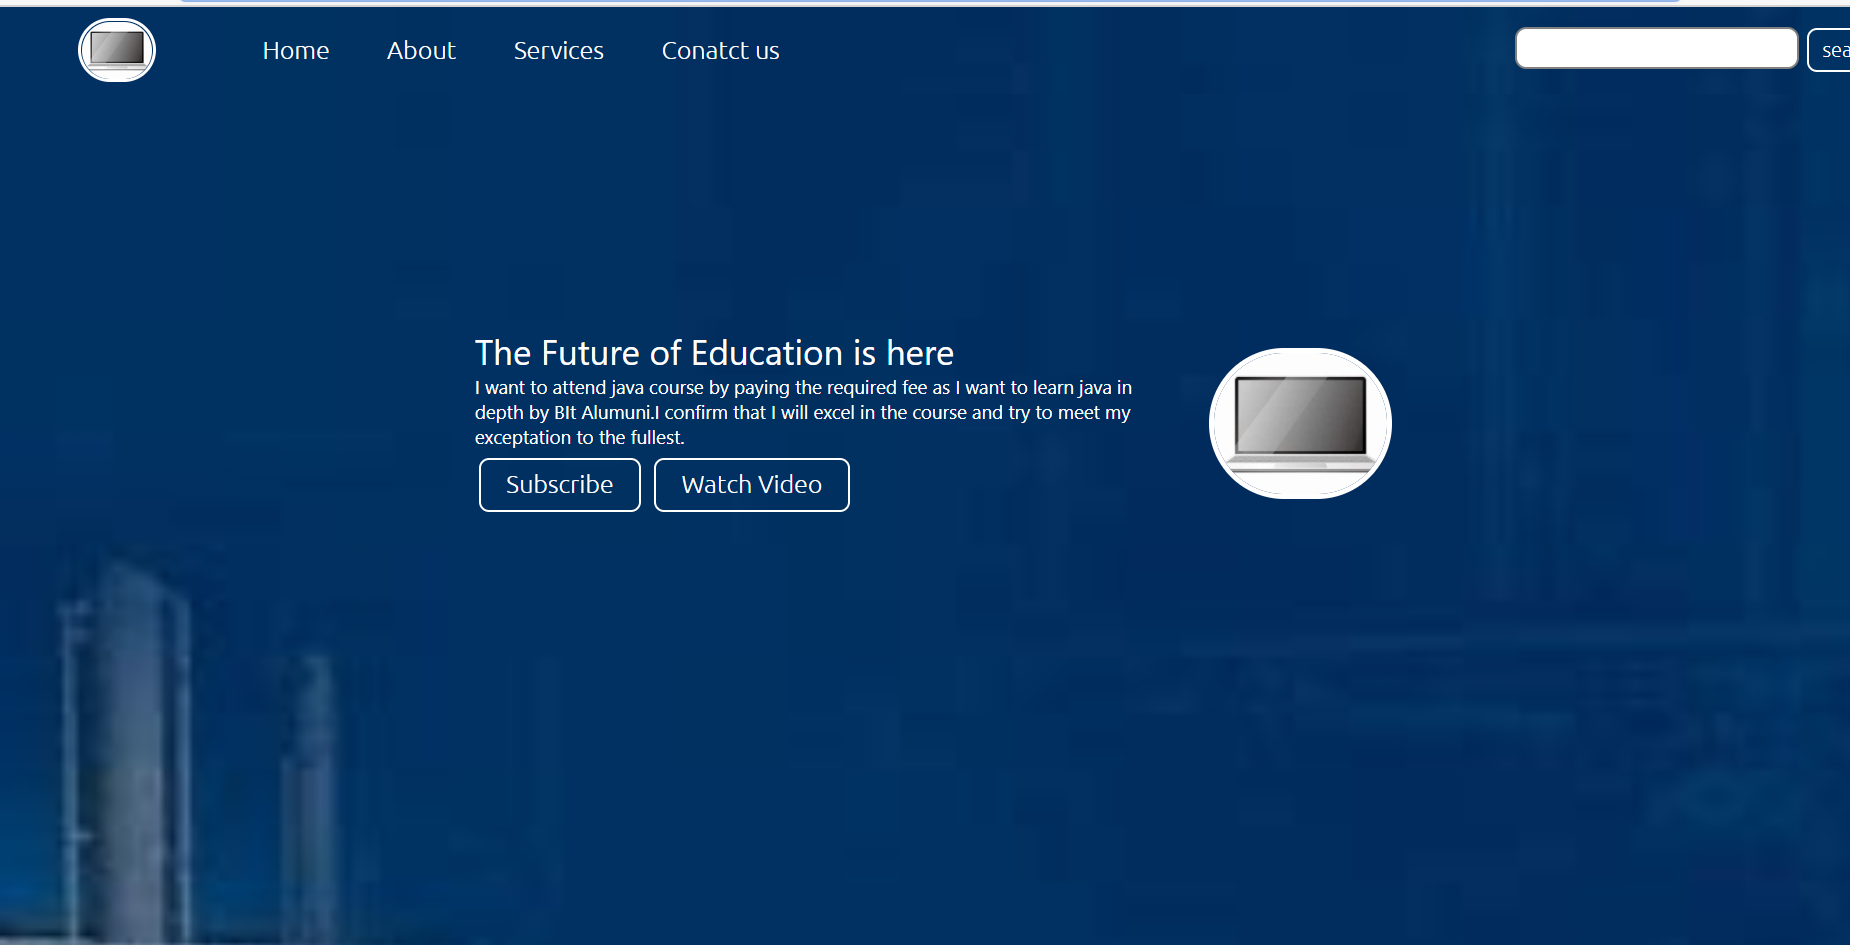 Home About Services Conatct us
The Future of Education is here
I want to attend java course by paying the required fee as I want to learn java in
depth by BIt Alumuni.I confirm that I will excel in the course and try to meet my
exceptation to the fullest.
Subscribe Watch Video